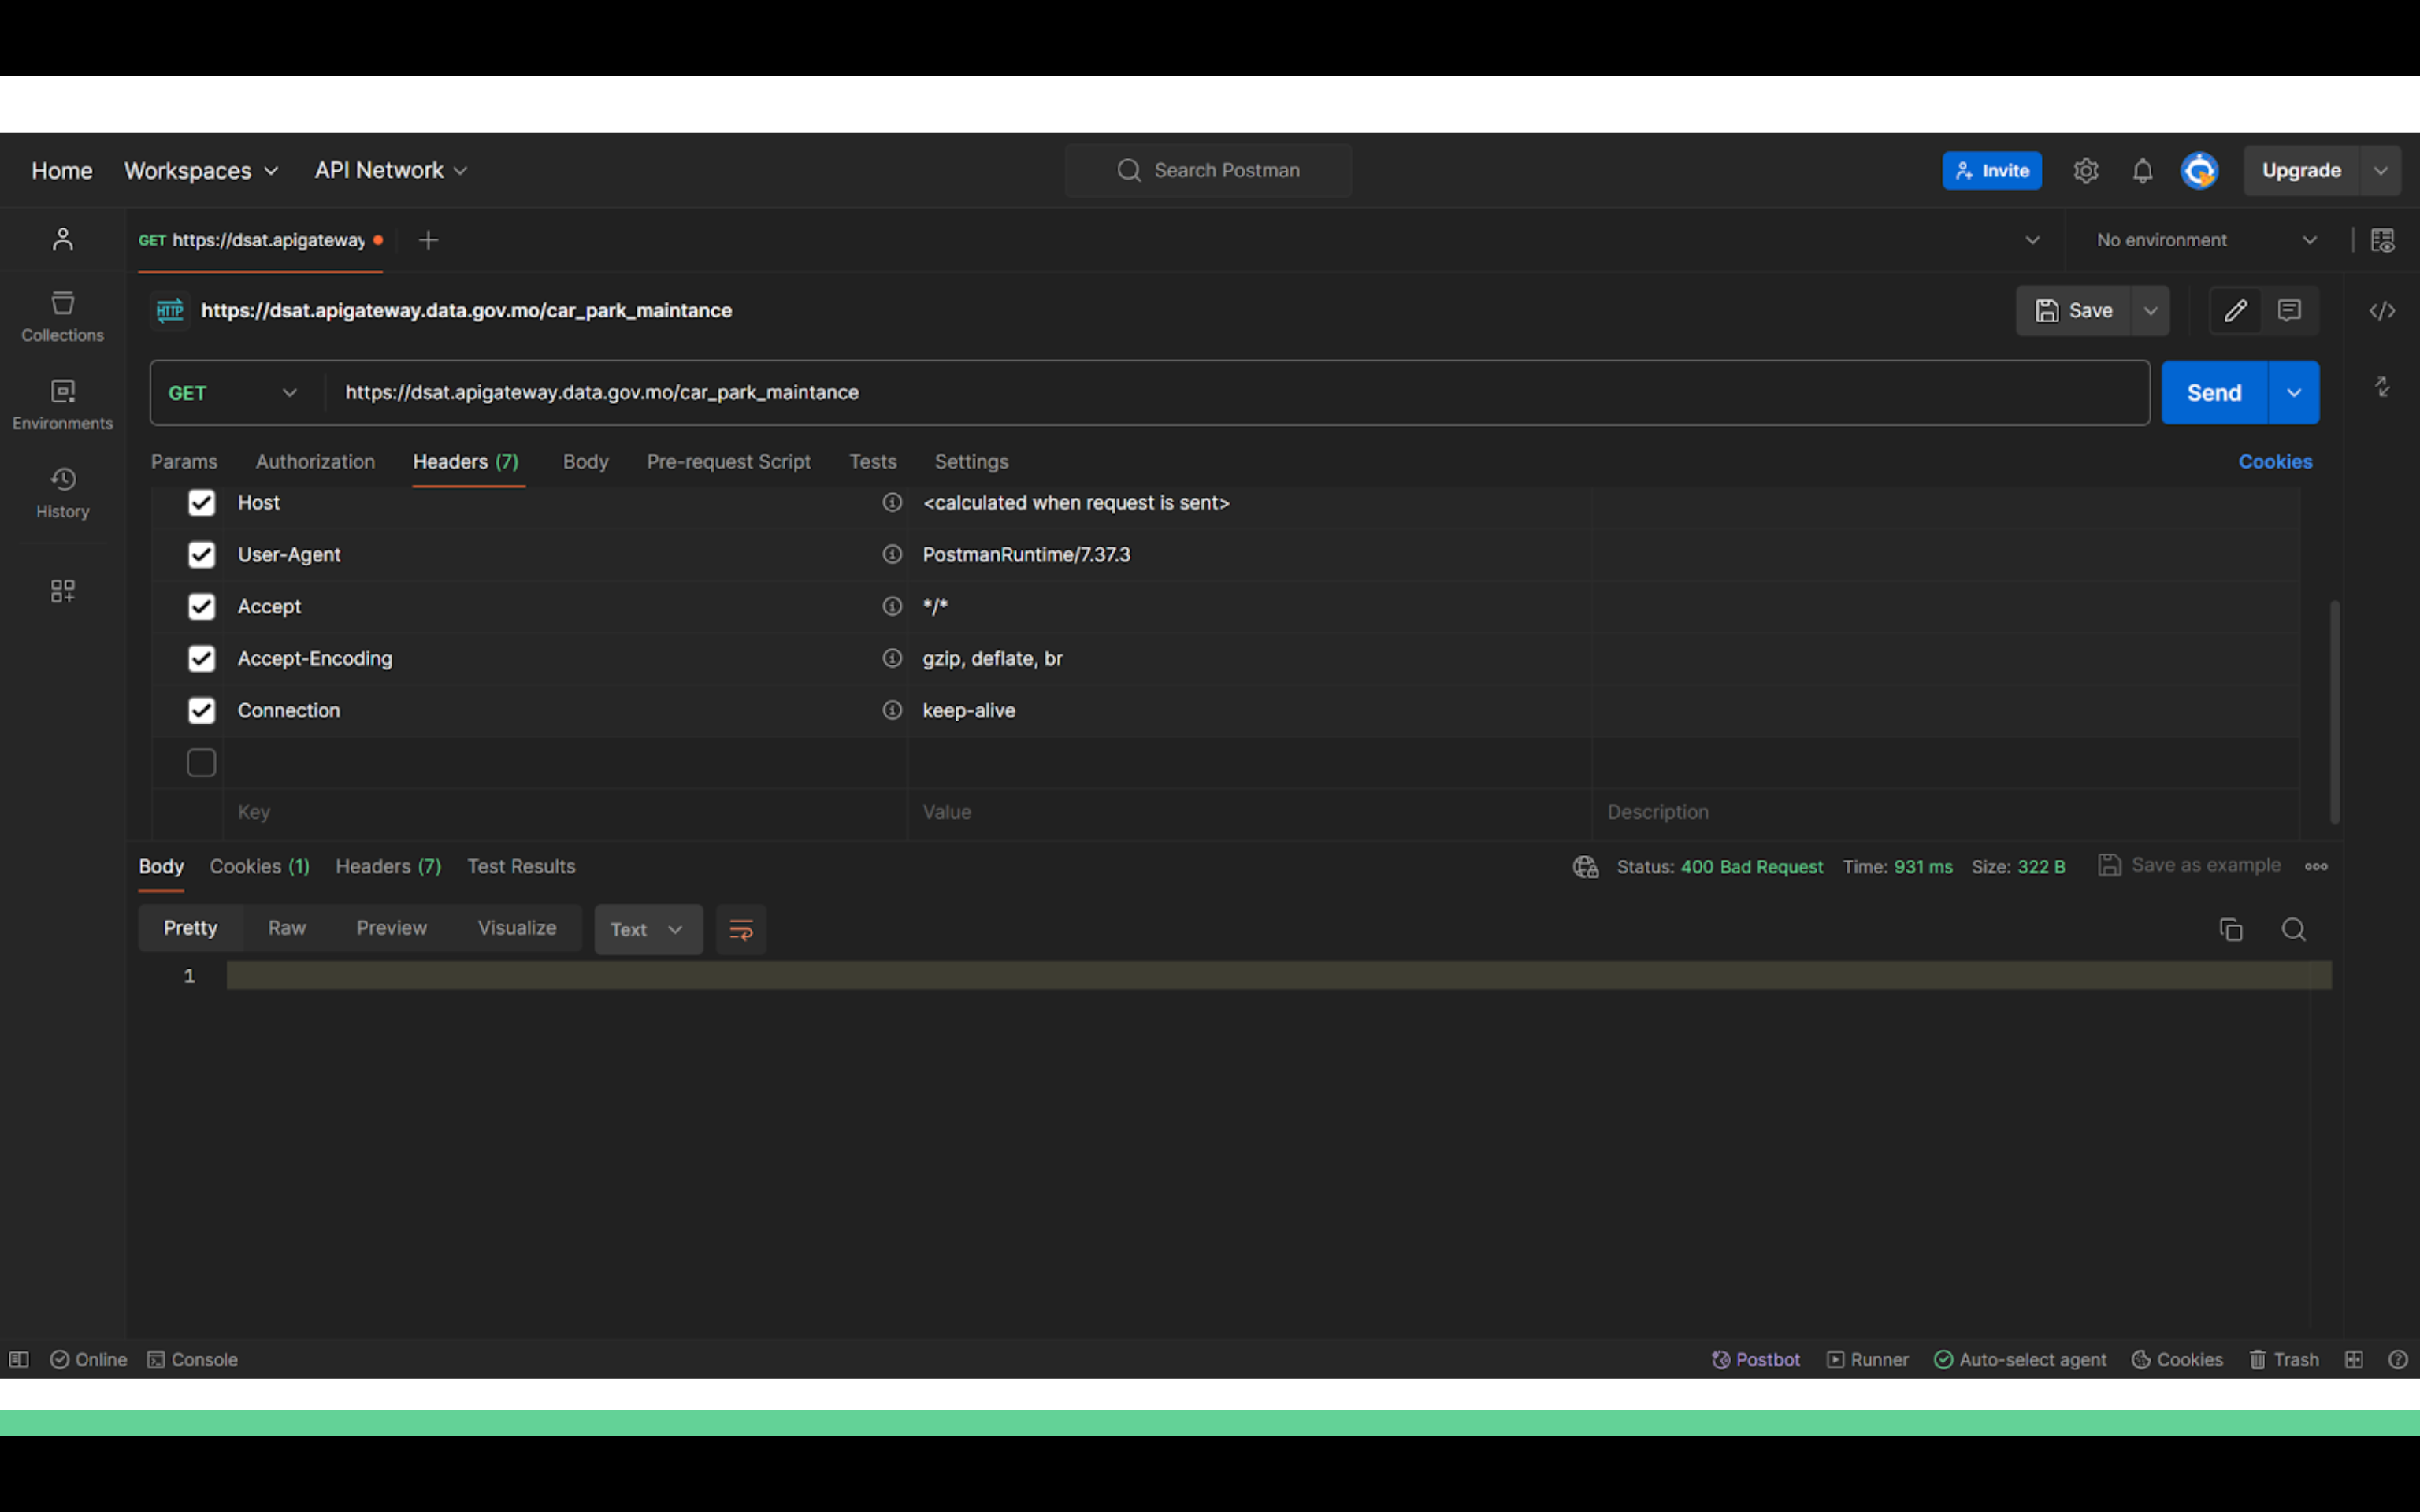 Home Workspaces API Network Search Postman Invite Upgrade
GET https://dsat.apigateway No environment
HTTP https://dsat.apigateway.data.gov.mo/car_park_maintance Save
Collections
GET https://dsat.apigateway.data.gov.mo/car_park_maintance Send
Environments
Params Authorization Headers (7) Body Pre-request Script Tests Settings Cookies
Host <calculated when request is sent>
History
User-Agent PostmanRuntime/7.37.3
Accept */*
Accept-Encoding gzip, deflate, br
Connection keep-alive
Key Value Description
Body Cookies (1) Headers (7) Test Results Status: 400 Bad Request Time: 931 ms Size: 322 B Save as example
Pretty Raw Preview Visualize Text
1
Online Console Postbot Runner Auto-select agent Cookies Trash